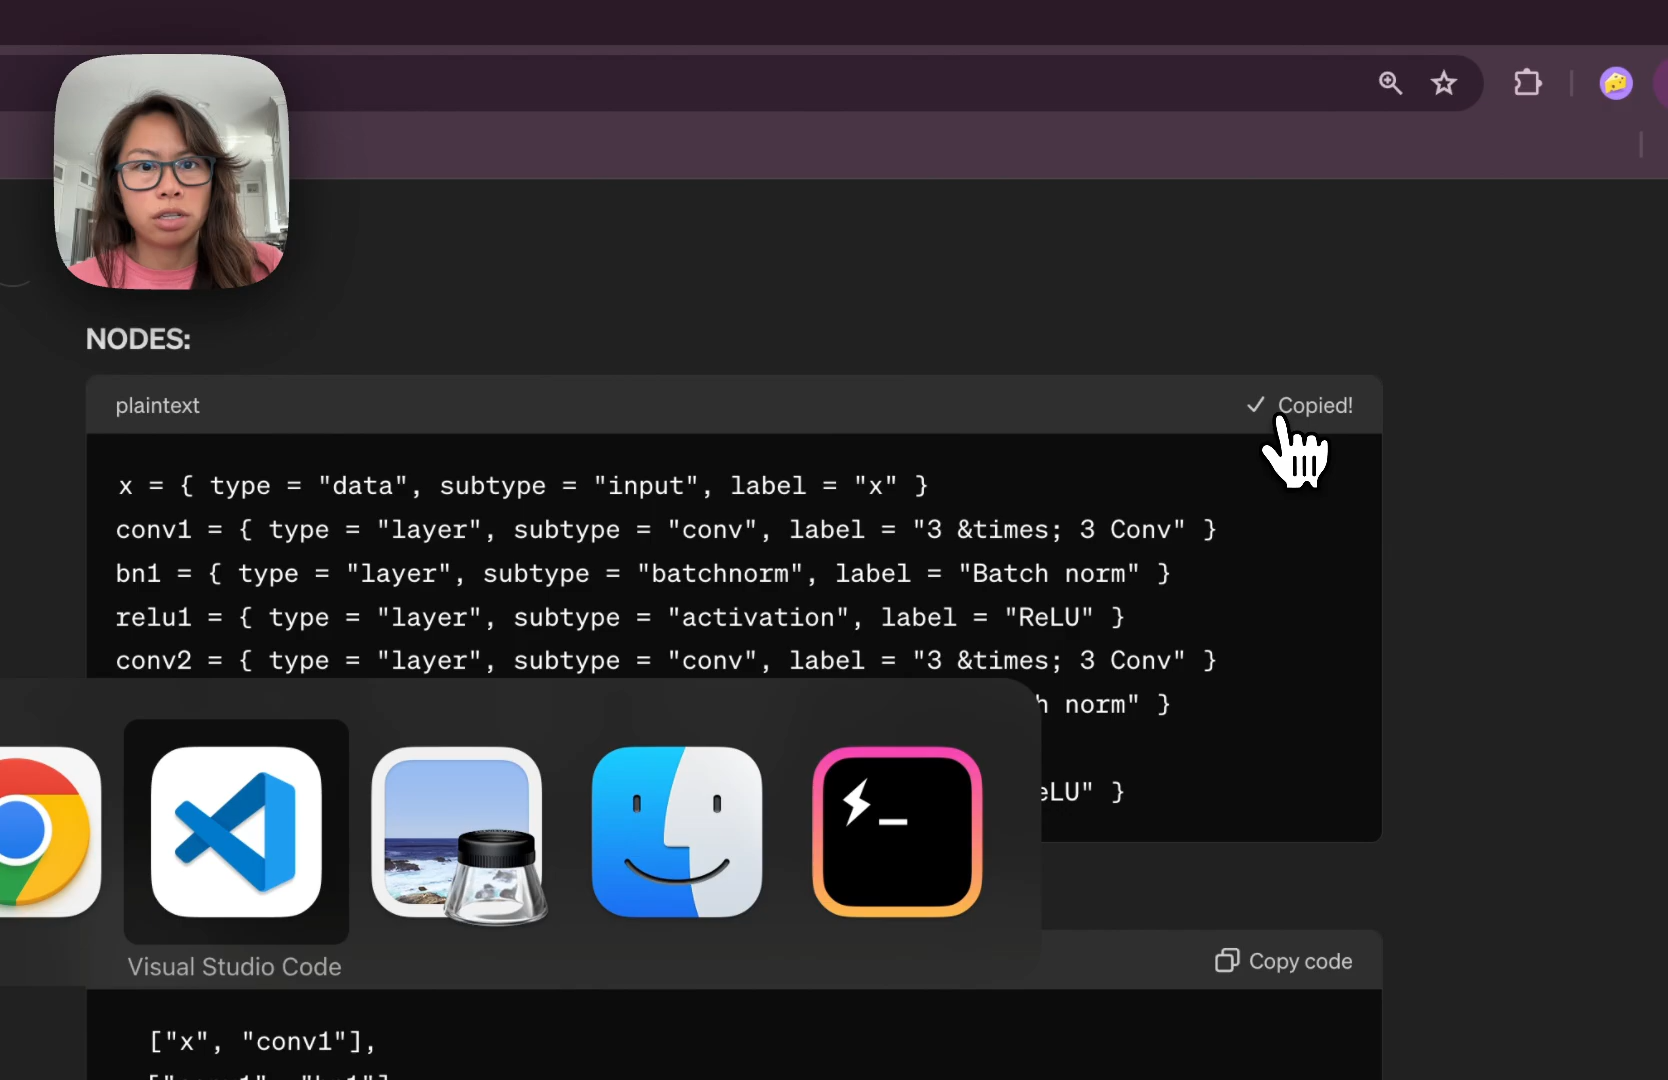 NODES:
plaintext
Copied!
x = { type = "data", subtype = "input", label = "x" }
conv1 = { type = "layer", subtype = "conv", label = "3 &times; 3 Conv" }
bn1 = { type = "layer", subtype = "batchnorm", label = "Batch norm" }
relu1 = { type = "layer", subtype = "activation", label = "ReLU" }
conv2 = { type = "layer", subtype = "conv", label = "3 &times; 3 Conv" }
h norm" }
eLU" }
Visual Studio Code
Copy code
["x", "conv1"],